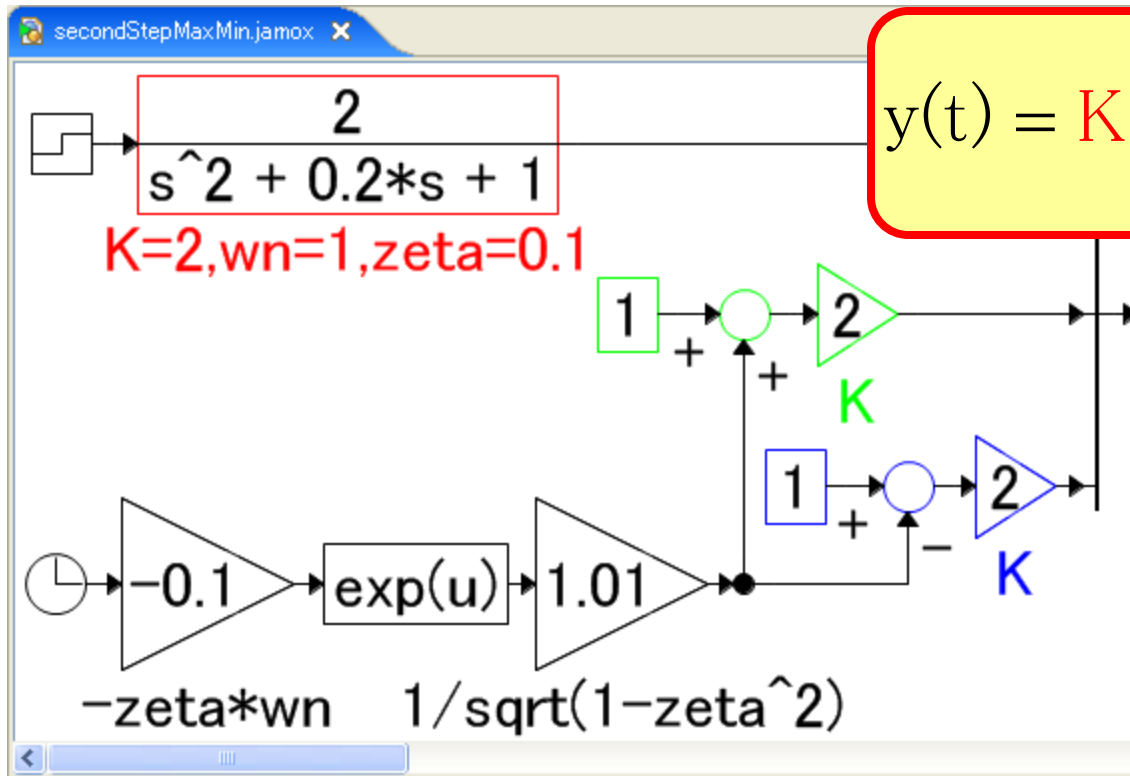 secondStepMaxMin.jamox
y(t) = K
2
s^2 + 0.2*s + 1
K=2,wn=1,zeta=0.1
1
+
+
2
K
1
+
-
2
K
-0.1
exp(u)
1.01
-zeta*wn
1/sqrt(1-zeta^2)